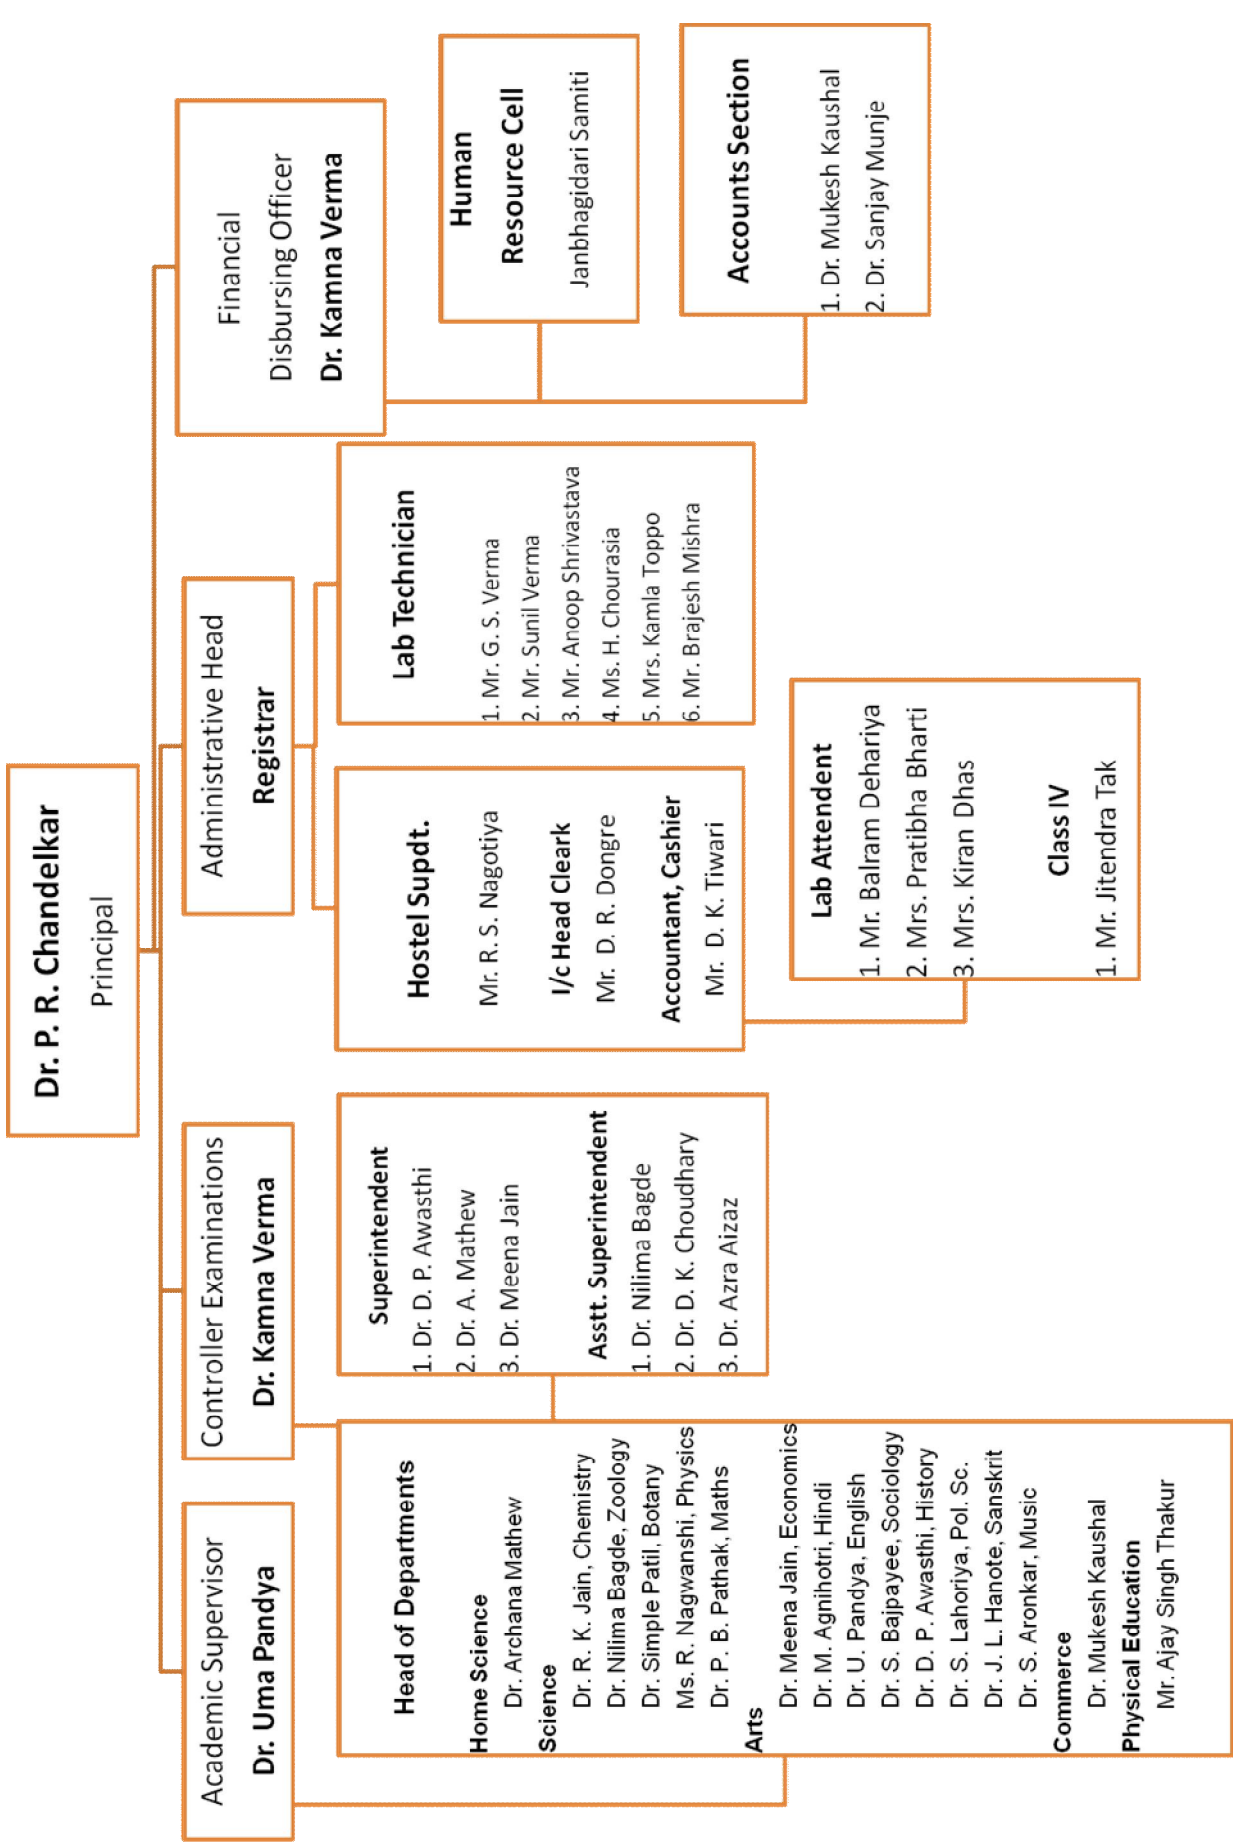 Dr. P. R. Chandelkar
Principal
Academic Supervisor
Dr. Uma Pandya
Controller Examinations
Dr. Kamna Verma
Administrative Head
Registrar
Financial
Disbursing Officer
Dr. Kamna Verma
Head of Departments
Home Science
Dr. Archana Mathew
Science
Dr. R. K. Jain, Chemistry
Dr. Nilima Bagde, Zoology
Dr. Simple Patil, Botany
Ms. R. Nagwanshi, Physics
Dr. P. B. Pathak, Maths
Arts
Dr. Meena Jain, Economics
Dr. M. Agnihotri, Hindi
Dr. U. Pandya, English
Dr. S. Bajpayee, Sociology
Dr. D. P. Awasthi, History
Dr. S. Lahoriya, Pol. Sc.
Dr. J. L. Hanote, Sanskrit
Dr. S. Aronkar, Music
Commerce
Dr. Mukesh Kaushal
Physical Education
Mr. Ajay Singh Thakur
Superintendent
1. Dr. D. P. Awasthi
2. Dr. A. Mathew
3. Dr. Meena Jain
Asstt. Superintendent
1. Dr. Nilima Bagde
2. Dr. D. K. Choudhary
3. Dr. Azra Aizaz
Hostel Supdt.
Mr. R. S. Nagotiya
I/c Head Cleark
Mr. D. R. Dongre
Accountant, Cashier
Mr. D. K. Tiwari
Lab Technician
1. Mr. G. S. Verma
2. Mr. Sunil Verma
3. Mr. Anoop Shrivastava
4. Ms. H. Chourasia
5. Mrs. Kamla Toppo
6. Mr. Brajesh Mishra
Lab Attendent
1. Mr. Balram Dehariya
2. Mrs. Pratibha Bharti
3. Mrs. Kiran Dhas
Class IV
1. Mr. Jitendra Tak
Human
Resource Cell
Janbhagidari Samiti
Accounts Section
1. Dr. Mukesh Kaushal
2. Dr. Sanjay Munje